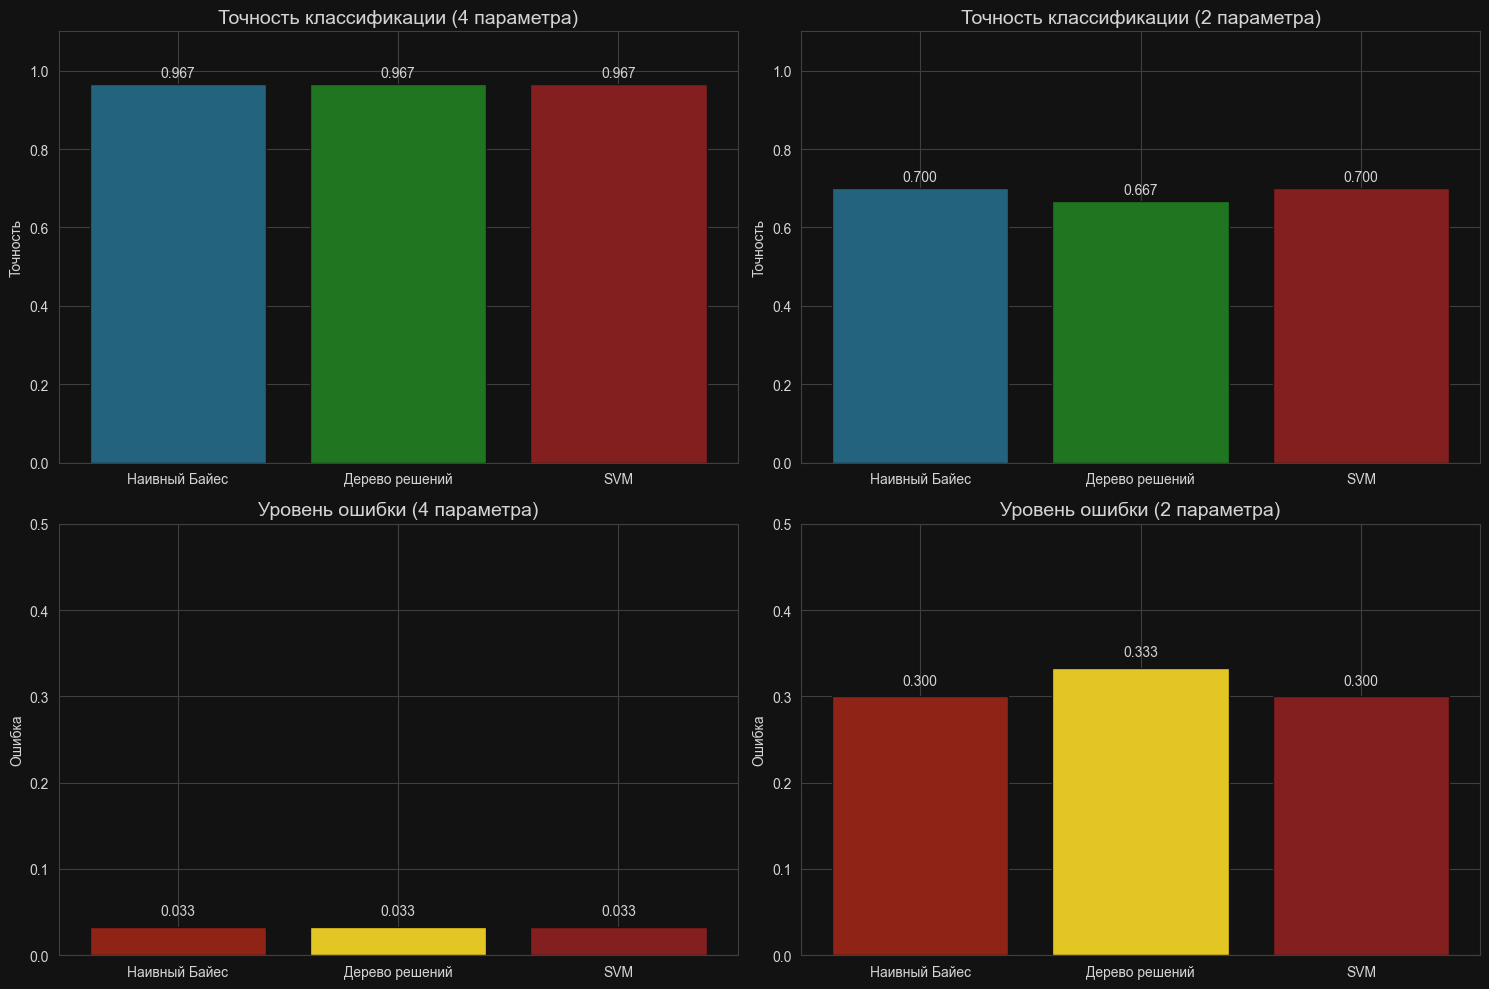 Точность классификации (4 параметра)
Точность
1.0
0.8
0.6
0.4
0.2
0.0
0.967
0.967
0.967
Наивный Байес
Дерево решений
SVM
Точность классификации (2 параметра)
Точность
1.0
0.8
0.6
0.4
0.2
0.0
0.700
0.667
0.700
Наивный Байес
Дерево решений
SVM
Уровень ошибки (4 параметра)
Ошибка
0.5
0.4
0.3
0.2
0.1
0.0
0.033
0.033
0.033
Наивный Байес
Дерево решений
SVM
Уровень ошибки (2 параметра)
Ошибка
0.5
0.4
0.3
0.2
0.1
0.0
0.300
0.333
0.300
Наивный Байес
Дерево решений
SVM